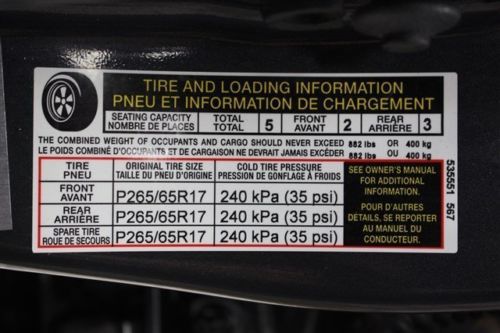 TIRE AND LOADING INFORMATION
PNEU ET INFORMATION DE CHARGEMENT
SEATING CAPACITY TOTAL 5 FRONT 2 REAR 3
NOMBRE DE PLACES TOTAL AVANT ARRIÈRE
THE COMBINED WEIGHT OF OCCUPANTS AND CARGO SHOULD NEVER EXCEED 882 lbs OR 400 kg
LE POIDS COMBINÉ D'OCCUPANTS ET DE CARGAISON NE DEVRAIT JAMAIS EXCÉDER 882 lbs OU 400 kg
TIRE ORIGINAL TIRE SIZE COLD TIRE PRESSURE
PNEU TAILLE DU PNEU D'ORIGINE PRESSION DE GONFLAGE À FROIDS
FRONT
AVANT P265/65R17 240 kPa (35 psi)
REAR
ARRIÈRE P265/65R17 240 kPa (35 psi)
SPARE TIRE
ROUE DE SECOURS P265/65R17 240 kPa (35 psi)
SEE OWNER'S MANUAL
FOR ADDITIONAL
INFORMATION.
POUR D'AUTRES
DÉTAILS, SE REPORTER
AU MANUEL DU
CONDUCTEUR.
535551 567